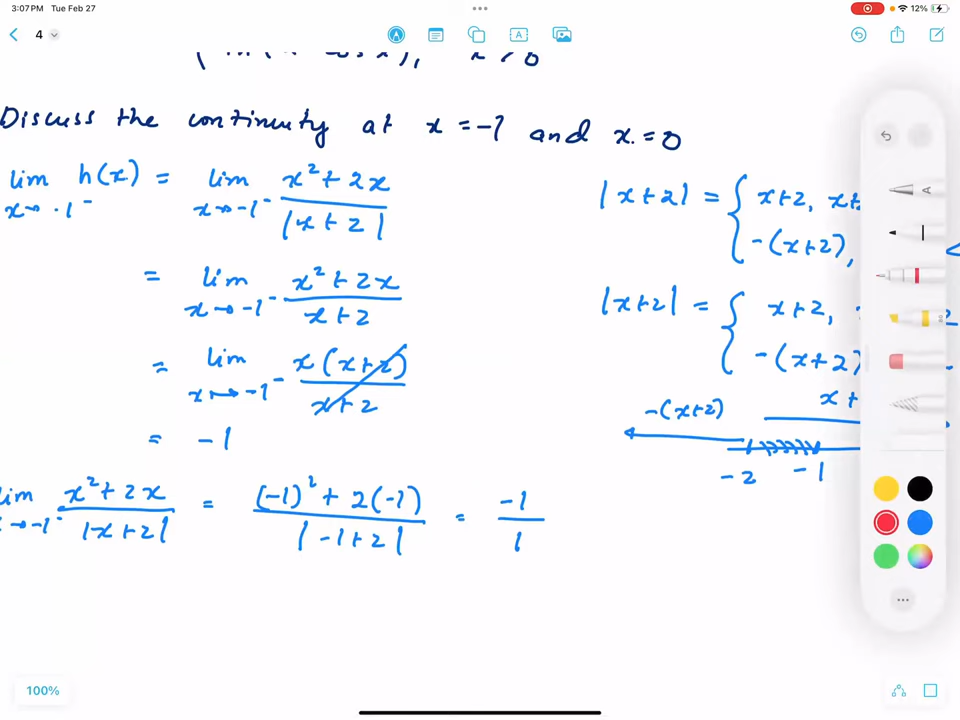 3:07 PM Tue Feb 27
12%
4
x > 0
Discuss the continuity at x = -1 and x = 0
lim x→-1⁻ h(x) = lim x→-1⁻ (x² + 2x)/|x + 2|
= lim x→-1⁻ (x² + 2x)/(x + 2)
= lim x→-1⁻ x(x+2)/(x+2)
= -1
lim x→-1⁻ (x² + 2x)/|x + 2| = ((-1)² + 2(-1))/|-1 + 2| = -1/1
|x+2| = { x+2, x+
-(x+2), <
|x+2| = { x+2,
-(x+2)
-(x+2) x+
-2 -1
A
A
100%